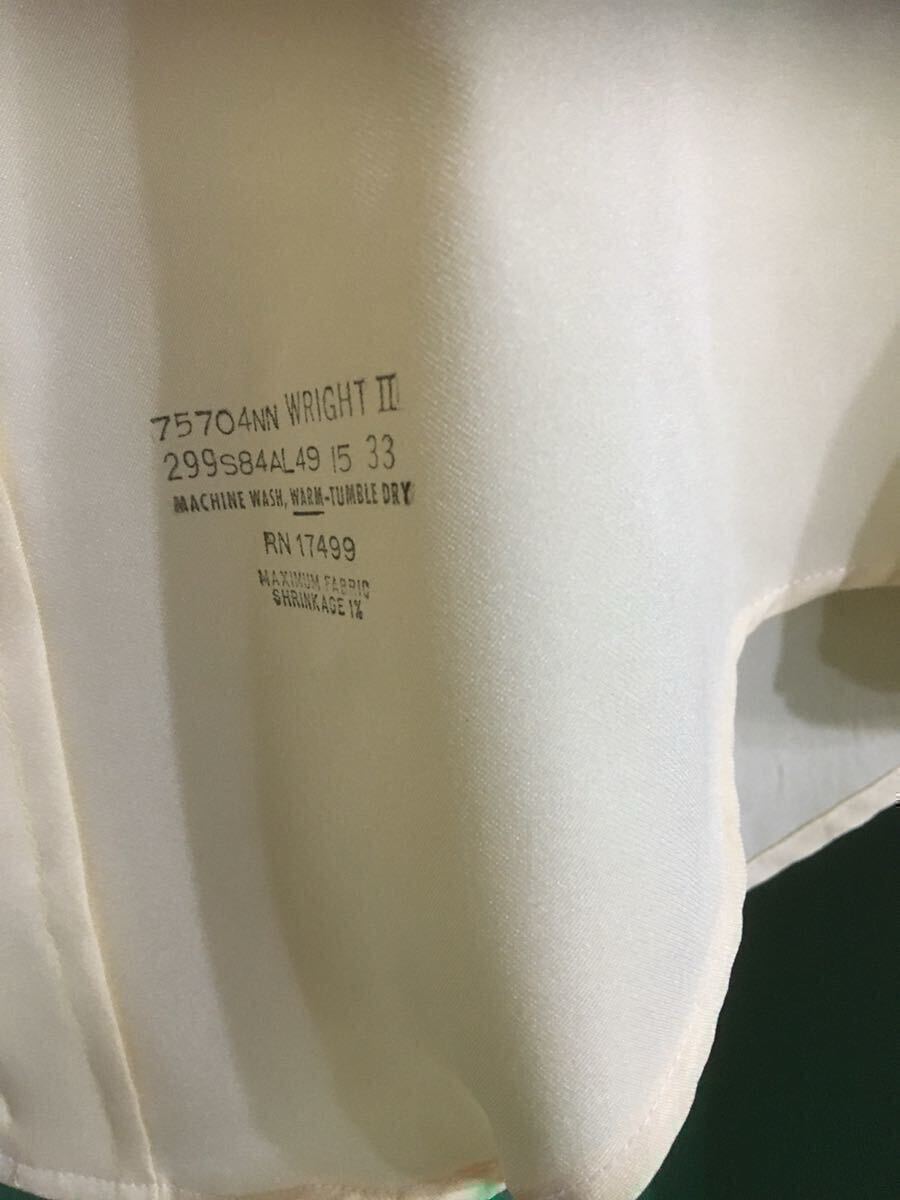 75704NN WRIGHT II
299S84AL49 15 33
MACHINE WASH, WARM-TUMBLE DRY
RN 17499
MAXIMUM FABRIC
SHRINKAGE 1%